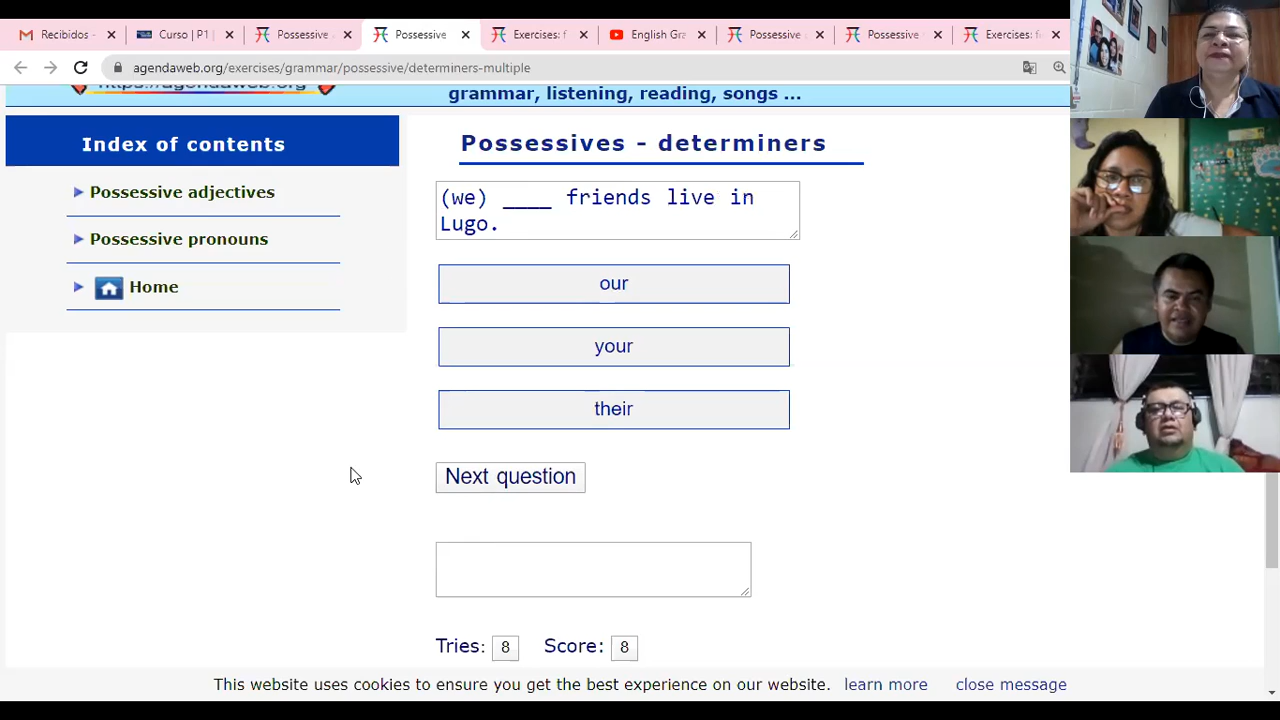 Recibidos -
Curso | P1 |
Possessive
Possessive
Exercises: f
English Gra
Possessive
Possessive
Exercises: f
agendaweb.org/exercises/grammar/possessive/determiners-multiple
https://agendaweb.org
grammar, listening, reading, songs ...
Index of contents
Possessive adjectives
Possessive pronouns
Home
Possessives - determiners
(we) ____ friends live in
Lugo.
our
your
their
Next question
Tries: 8 Score: 8
This website uses cookies to ensure you get the best experience on our website. learn more close message